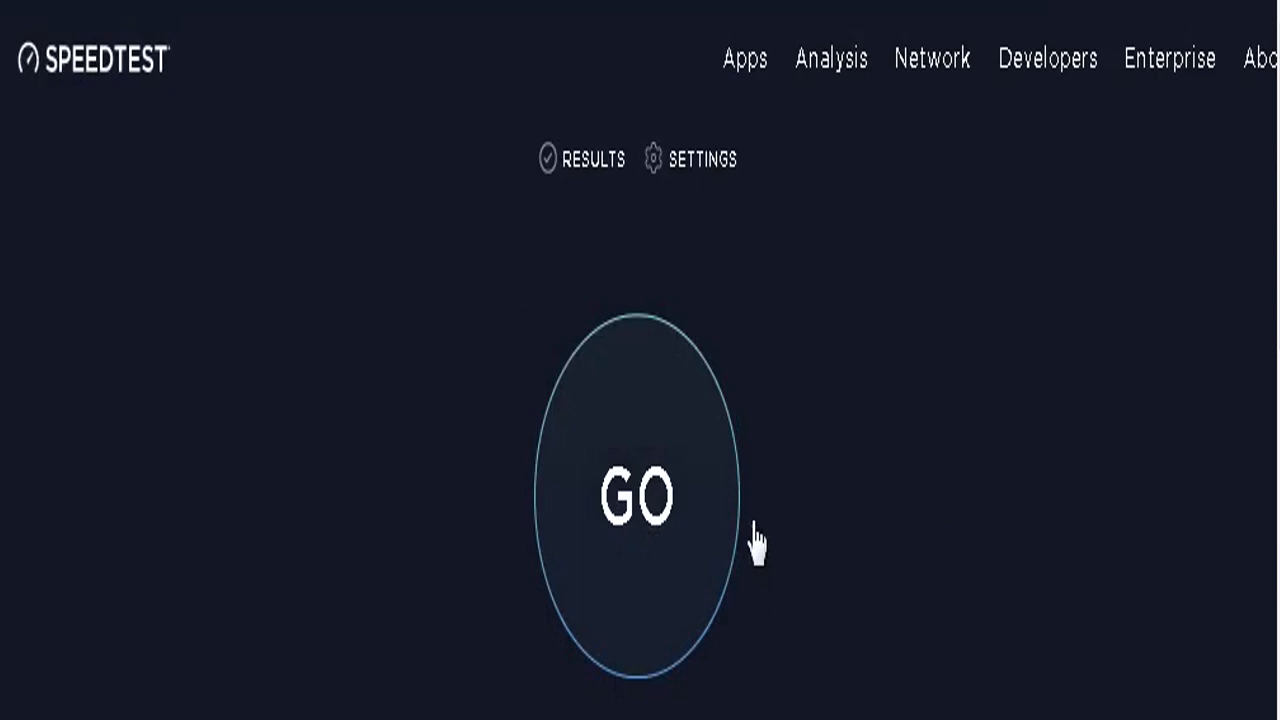 SPEEDTEST
Apps Analysis Network Developers Enterprise
RESULTS SETTINGS
GO